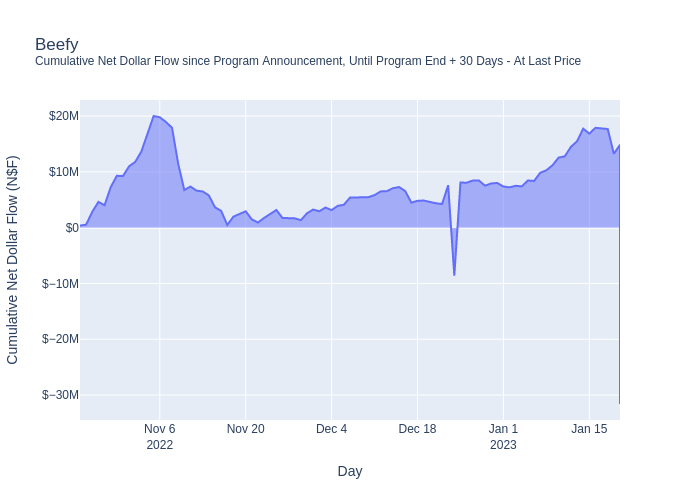 Beefy
Cumulative Net Dollar Flow since Program Announcement, Until Program End + 30 Days - At Last Price
Cumulative Net Dollar Flow (N$F)
$20M
$10M
$0
$−10M
$−20M
$−30M
Nov 6
2022
Nov 20
Dec 4
Dec 18
Jan 1
2023
Jan 15
Day